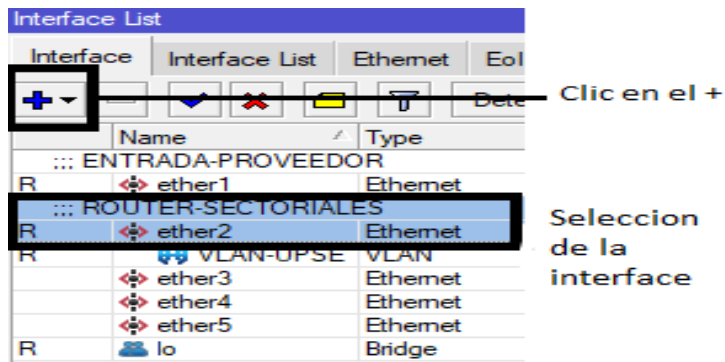 Interface List
Interface Interface List Ethernet EoI
Dete
Clic en el +
Name Type
::: ENTRADA-PROVEEDOR
R ether1 Ethernet
::: ROUTER-SECTORIALES
R ether2 Ethernet
R VLAN-UPSE VLAN
ether3 Ethernet
ether4 Ethernet
ether5 Ethernet
R lo Bridge
Seleccion
de la
interface